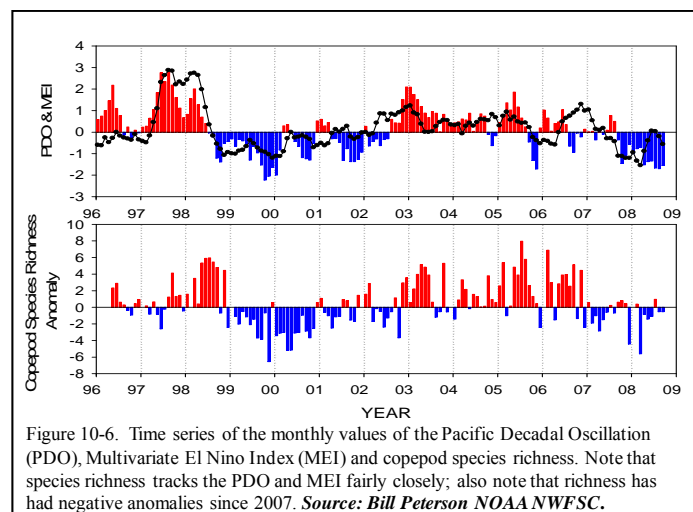 PDO & MEI
4
3
2
1
0
-1
-2
-3
96 97 98 99 00 01 02 03 04 05 06 07 08 09
Copepod Species Richness
Anomaly
10
8
6
4
2
0
-2
-4
-6
-8
96 97 98 99 00 01 02 03 04 05 06 07 08 09
YEAR
Figure 10-6. Time series of the monthly values of the Pacific Decadal Oscillation
(PDO), Multivariate El Nino Index (MEI) and copepod species richness. Note that
species richness tracks the PDO and MEI fairly closely; also note that richness has
had negative anomalies since 2007. Source: Bill Peterson NOAA NWFSC.